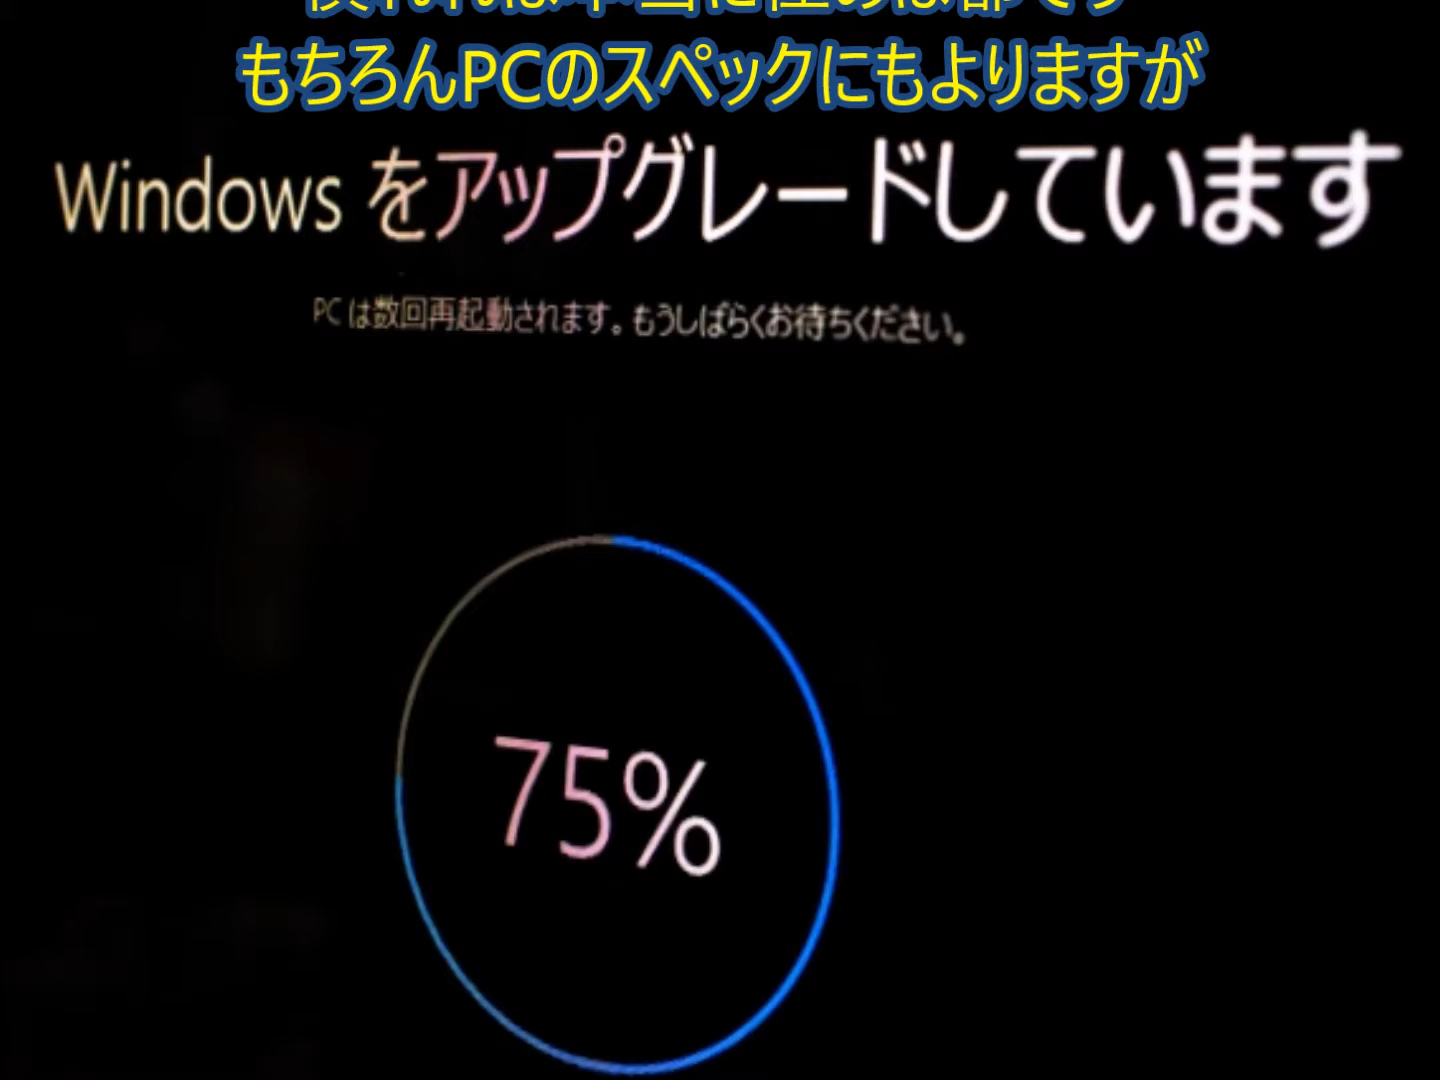 もちろんPCのスペックにもよりますが
Windows をアップグレードしています
PC は数回再起動されます。もうしばらくお待ちください。
75%